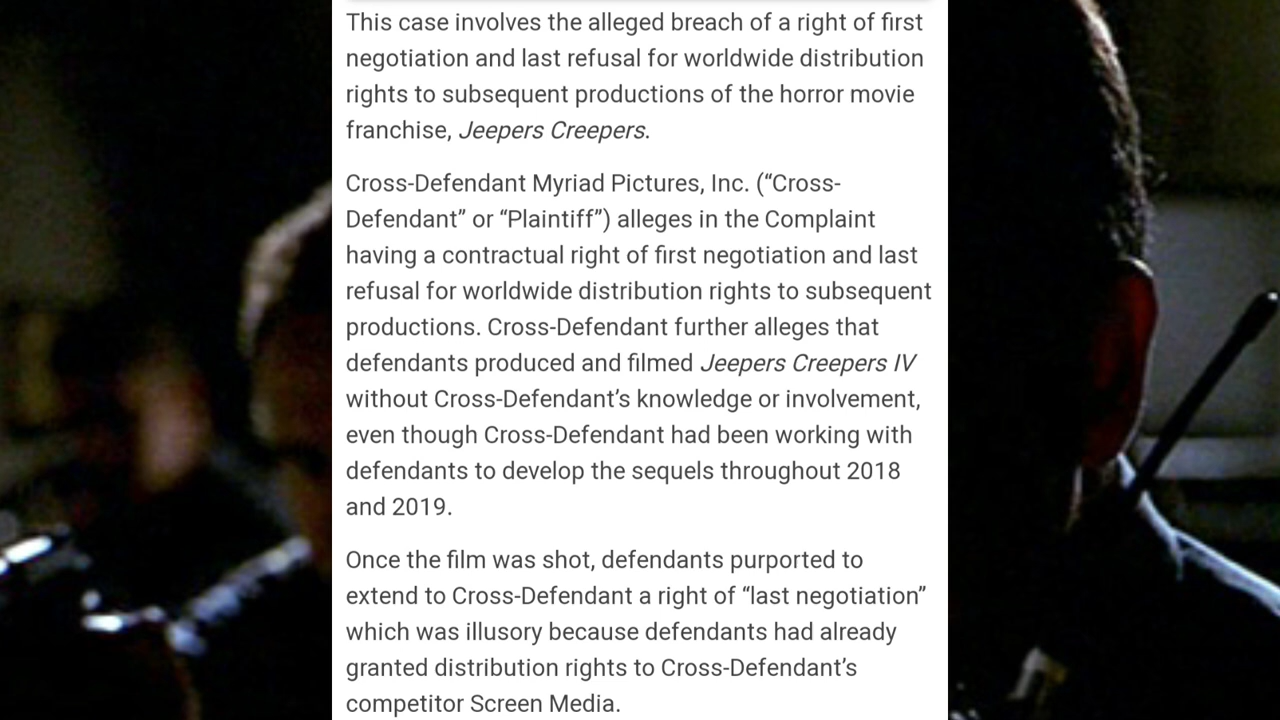 This case involves the alleged breach of a right of first
negotiation and last refusal for worldwide distribution
rights to subsequent productions of the horror movie
franchise, Jeepers Creepers.
Cross-Defendant Myriad Pictures, Inc. (“Cross-
Defendant” or “Plaintiff”) alleges in the Complaint
having a contractual right of first negotiation and last
refusal for worldwide distribution rights to subsequent
productions. Cross-Defendant further alleges that
defendants produced and filmed Jeepers Creepers IV
without Cross-Defendant’s knowledge or involvement,
even though Cross-Defendant had been working with
defendants to develop the sequels throughout 2018
and 2019.
Once the film was shot, defendants purported to
extend to Cross-Defendant a right of “last negotiation”
which was illusory because defendants had already
granted distribution rights to Cross-Defendant’s
competitor Screen Media.